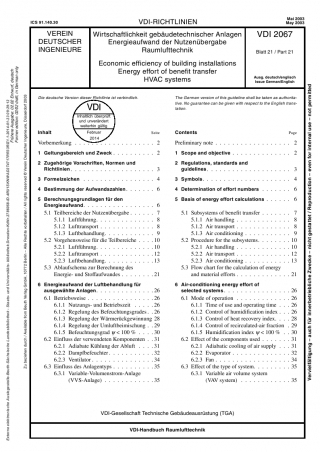 ICS 91.140.30
VDI-RICHTLINIEN
Mai 2003
May 2003
VEREIN
DEUTSCHER
INGENIEURE
Wirtschaftlichkeit gebäudetechnischer Anlagen
Energieaufwand der Nutzenübergabe
Raumlufttechnik
Economic efficiency of building installations
Energy effort of benefit transfer
HVAC systems
VDI 2067
Blatt 21 / Part 21
Ausg. deutsch/englisch
Issue German/English
Die deutsche Version dieser Richtlinie ist verbindlich.
The German version of this guideline shall be taken as authoritative. No guarantee can be given with respect to the English translation.
VDI
Inhaltlich überprüft
und unverändert
weiterhin gültig:
Februar
2014
Inhalt Seite
Vorbemerkung 2
1 Geltungsbereich und Zweck 2
2 Zugehörige Vorschriften, Normen und
Richtlinien 3
3 Formelzeichen 4
4 Bestimmung der Aufwandszahlen 6
5 Berechnungsgrundlagen für den
Energieaufwand 6
5.1 Teilbereiche der Nutzenübergabe 7
5.1.1 Luftführung 8
5.1.2 Lufttransport 8
5.1.3 Luftbehandlung 9
5.2 Vorgehensweise für die Teilbereiche 10
5.2.1 Luftführung 10
5.2.2 Lufttransport 12
5.2.3 Luftbehandlung 13
5.3 Ablaufschema zur Berechnung des
Energie- und Stoffaufwandes 21
6 Energieaufwand der Luftbehandlung für
ausgewählte Anlagen 26
6.1 Betriebsweise 26
6.1.1 Nutzungs- und Betriebszeit 26
6.1.2 Regelung des Befeuchtungsgrades 26
6.1.3 Regelung der Wärmerückgewinnung 28
6.1.4 Regelung der Umluftbeimischung 29
6.1.5 Befeuchtungsgrad ψ < 100 % 30
6.2 Einfluss der verwendeten Komponenten 31
6.2.1 Adiabate Kühlung der Abluft 31
6.2.2 Dampfbefeuchter 32
6.2.3 Ventilator 34
6.3 Einfluss des Anlagentyps 35
6.3.1 Variable-Volumenstrom-Anlage
(VVS-Anlage) 35
Contents Page
Preliminary note 2
1 Scope and objective 2
2 Regulations, standards and
guidelines 3
3 Symbols 4
4 Determination of effort numbers 6
5 Basis of energy effort calculations 6
5.1 Subsystems of benefit transfer 7
5.1.1 Air handling 8
5.1.2 Air transport 8
5.1.3 Air conditioning 9
5.2 Procedure for the subsystems 10
5.2.1 Air handling 10
5.2.2 Air transport 12
5.2.3 Air conditioning 13
5.3 Flow chart for the calculation of energy
and material efforts 21
6 Air-conditioning energy effort of
selected systems 26
6.1 Mode of operation 26
6.1.1 Time of use and operating time 26
6.1.2 Control of humidification index 26
6.1.3 Control of heat recovery index 28
6.1.4 Control of recirculated-air fraction 29
6.1.5 Humidification index ψ < 100 % 30
6.2 Effect of the components used 31
6.2.1 Adiabatic cooling of air supply 31
6.2.2 Evaporator 32
6.2.3 Fan 34
6.3 Effect of the type of system 35
6.3.1 Variable air volume
(VAV) system 35
VDI-Gesellschaft Technische Gebäudeausrüstung (TGA)
VDI-Handbuch Raumlufttechnik
Vervielfältigung – auch für innerbetriebliche Zwecke – nicht gestattet / Reproduction – even for internal use – not permitted